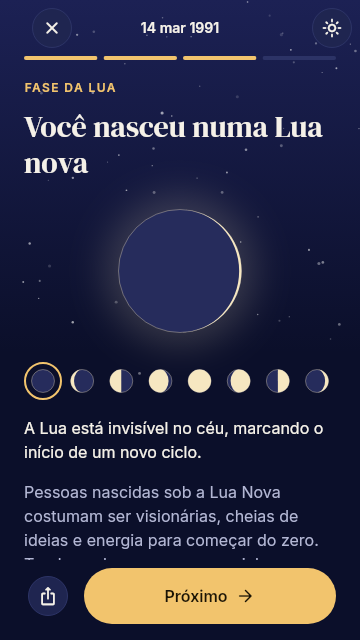 14 mar 1991
FASE DA LUA
Você nasceu numa Lua
nova
A Lua está invisível no céu, marcando o
início de um novo ciclo.
Pessoas nascidas sob a Lua Nova
costumam ser visionárias, cheias de
ideias e energia para começar do zero.
Próximo